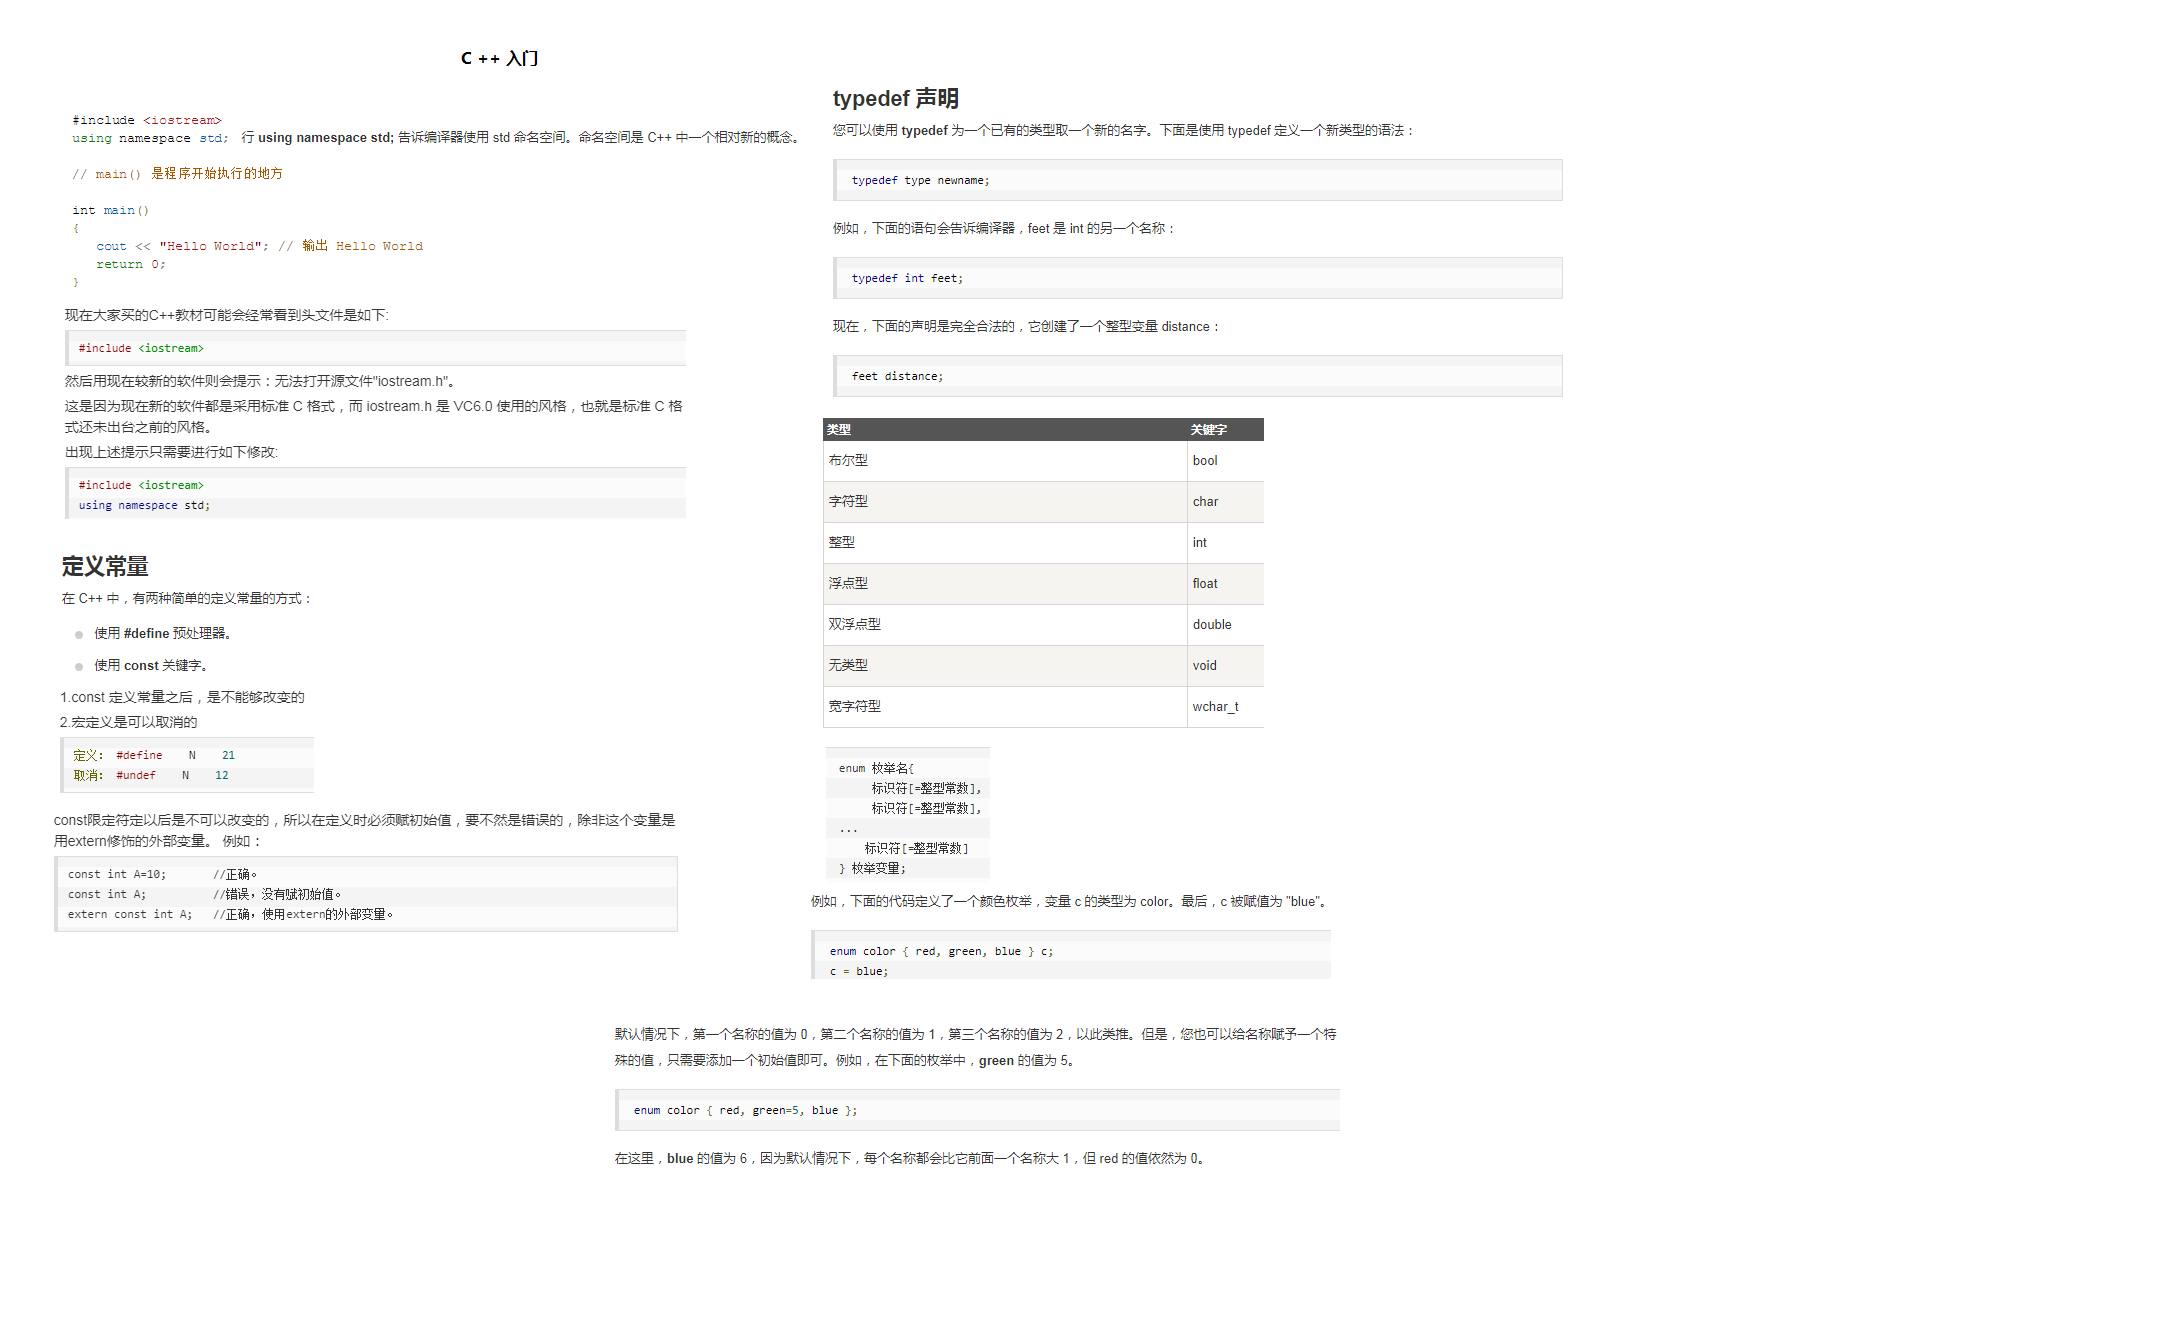 C ++ 入门
#include <iostream>
using namespace std; 行 using namespace std; 告诉编译器使用 std 命名空间。命名空间是 C++ 中一个相对新的概念。
// main() 是程序开始执行的地方
int main()
{
cout << "Hello World"; // 输出 Hello World
return 0;
}
现在大家买的C++教材可能会经常看到头文件是如下:
#include <iostream>
然后用现在较新的软件则会提示：无法打开源文件"iostream.h"。
这是因为现在新的软件都是采用标准 C 格式，而 iostream.h 是 VC6.0 使用的风格，也就是标准 C 格
式还未出台之前的风格。
出现上述提示只需要进行如下修改:
#include <iostream>
using namespace std;
定义常量
在 C++ 中，有两种简单的定义常量的方式：
使用 #define 预处理器。
使用 const 关键字。
1.const 定义常量之后，是不能够改变的
2.宏定义是可以取消的
定义: #define N 21
取消: #undef N 12
const限定符定以后是不可以改变的，所以在定义时必须赋初始值，要不然是错误的，除非这个变量是
用extern修饰的外部变量。 例如：
const int A=10; //正确。
const int A; //错误，没有赋初始值。
extern const int A; //正确，使用extern的外部变量。
typedef 声明
您可以使用 typedef 为一个已有的类型取一个新的名字。下面是使用 typedef 定义一个新类型的语法：
typedef type newname;
例如，下面的语句会告诉编译器，feet 是 int 的另一个名称：
typedef int feet;
现在，下面的声明是完全合法的，它创建了一个整型变量 distance：
feet distance;
类型 关键字
布尔型 bool
字符型 char
整型 int
浮点型 float
双浮点型 double
无类型 void
宽字符型 wchar_t
enum 枚举名{
标识符[=整型常数],
标识符[=整型常数],
...
标识符[=整型常数]
} 枚举变量;
例如，下面的代码定义了一个颜色枚举，变量 c 的类型为 color。最后，c 被赋值为 "blue"。
enum color { red, green, blue } c;
c = blue;
默认情况下，第一个名称的值为 0，第二个名称的值为 1，第三个名称的值为 2，以此类推。但是，您也可以给名称赋予一个特
殊的值，只需要添加一个初始值即可。例如，在下面的枚举中，green 的值为 5。
enum color { red, green=5, blue };
在这里，blue 的值为 6，因为默认情况下，每个名称都会比它前面一个名称大 1，但 red 的值依然为 0。